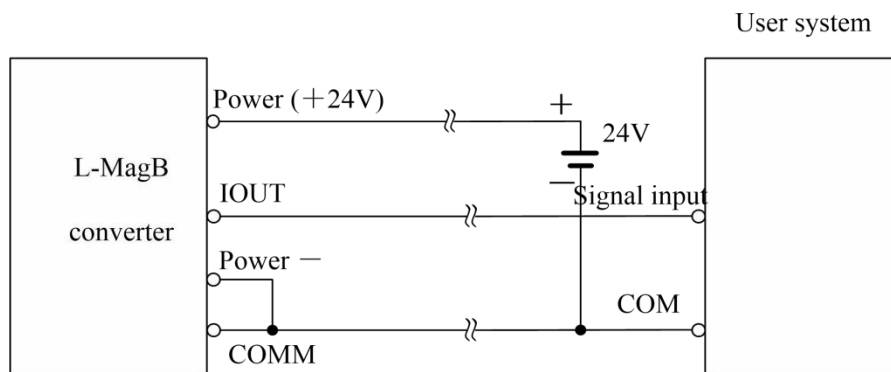 User system
Power (＋24V)
+
24V
L-MagB
converter
IOUT
－
Signal input
Power －
COM
COMM